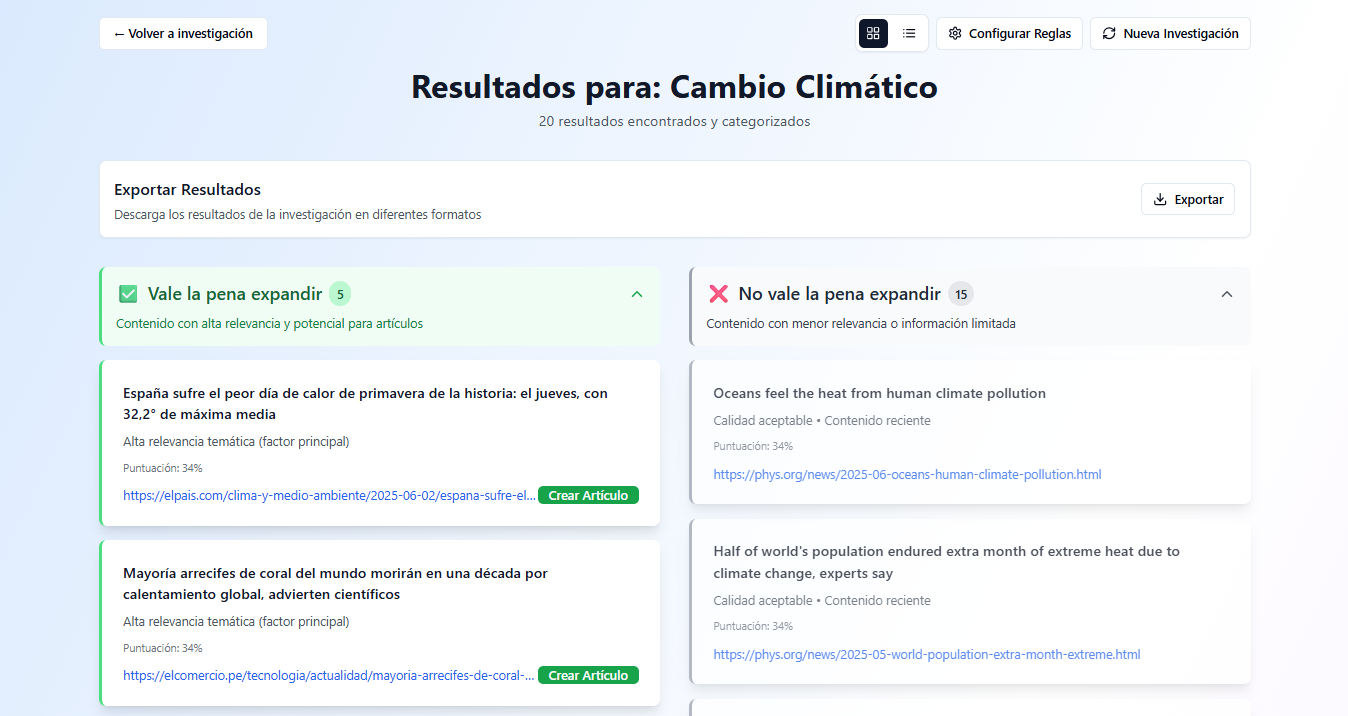 ← Volver a investigación
Configurar Reglas
Nueva Investigación
Resultados para: Cambio Climático
20 resultados encontrados y categorizados
Exportar Resultados
Descarga los resultados de la investigación en diferentes formatos
Exportar
Vale la pena expandir 5
Contenido con alta relevancia y potencial para artículos
España sufre el peor día de calor de primavera de la historia: el jueves, con
32,2° de máxima media
Alta relevancia temática (factor principal)
Puntuación: 34%
https://elpais.com/clima-y-medio-ambiente/2025-06-02/espana-sufre-el...
Crear Artículo
Mayoría arrecifes de coral del mundo morirán en una década por
calentamiento global, advierten científicos
Alta relevancia temática (factor principal)
Puntuación: 34%
https://elcomercio.pe/tecnologia/actualidad/mayoria-arrecifes-de-coral-...
Crear Artículo
No vale la pena expandir 15
Contenido con menor relevancia o información limitada
Oceans feel the heat from human climate pollution
Calidad aceptable • Contenido reciente
Puntuación: 34%
https://phys.org/news/2025-06-oceans-human-climate-pollution.html
Half of world's population endured extra month of extreme heat due to
climate change, experts say
Calidad aceptable • Contenido reciente
Puntuación: 34%
https://phys.org/news/2025-05-world-population-extra-month-extreme.html